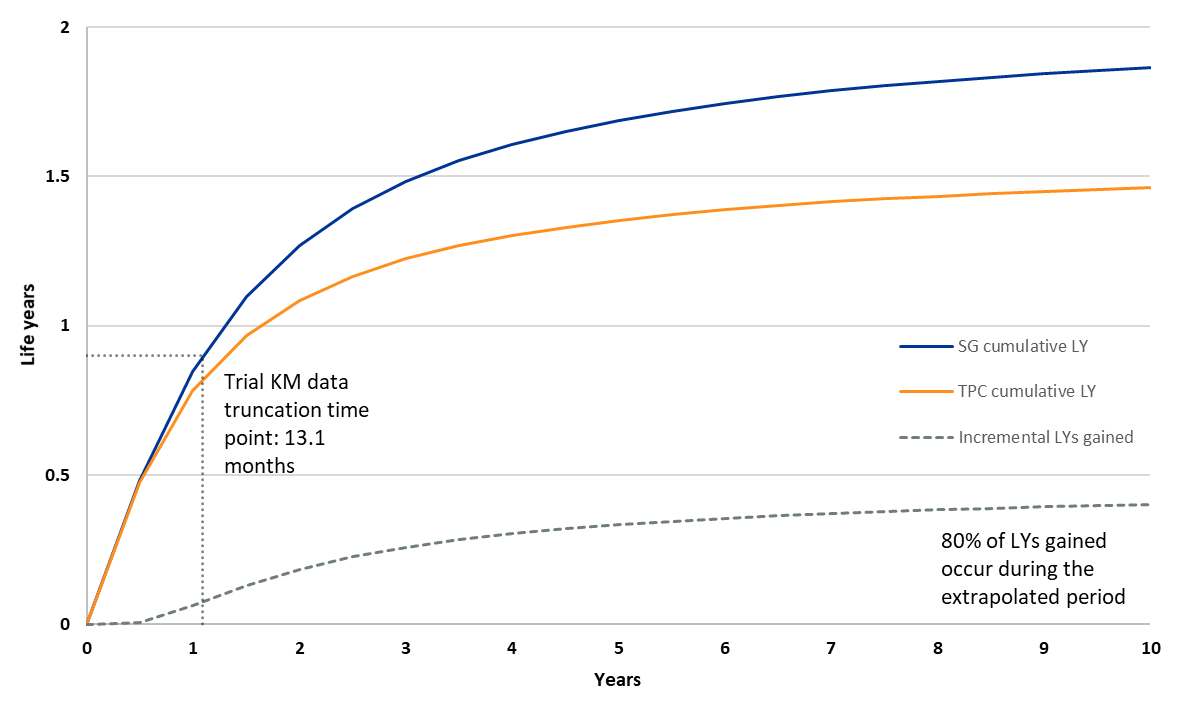 2
1.5
1
0.5
0
Life years
0 1 2 3 4 5 6 7 8 9 10
Years
Trial KM data
truncation time
point: 13.1
months
SG cumulative LY
TPC cumulative LY
Incremental LYs gained
80% of LYs gained
occur during the
extrapolated period